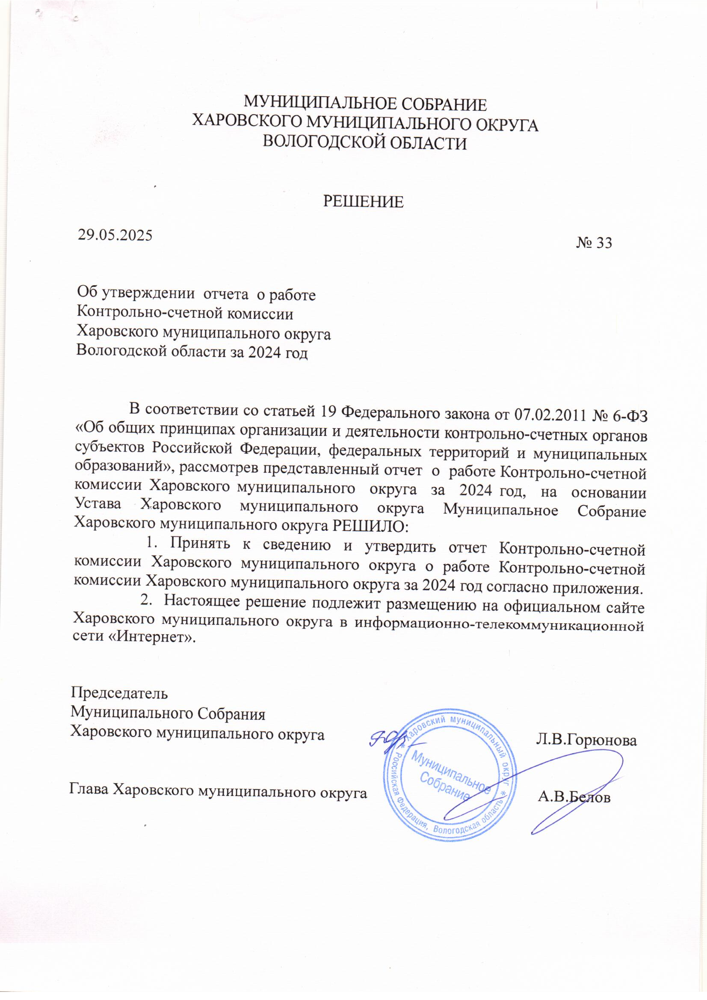 МУНИЦИПАЛЬНОЕ СОБРАНИЕ
ХАРОВСКОГО МУНИЦИПАЛЬНОГО ОКРУГА
ВОЛОГОДСКОЙ ОБЛАСТИ
РЕШЕНИЕ
29.05.2025
№ 33
Об утверждении отчета о работе
Контрольно-счетной комиссии
Харовского муниципального округа
Вологодской области за 2024 год
В соответствии со статьей 19 Федерального закона от 07.02.2011 № 6-ФЗ
«Об общих принципах организации и деятельности контрольно-счетных органов
субъектов Российской Федерации, федеральных территорий и муниципальных
образований», рассмотрев представленный отчет о работе Контрольно-счетной
комиссии Харовского муниципального округа за 2024 год, на основании
Устава Харовского муниципального округа Муниципальное Собрание
Харовского муниципального округа РЕШИЛО:
1. Принять к сведению и утвердить отчет Контрольно-счетной
комиссии Харовского муниципального округа о работе Контрольно-счетной
комиссии Харовского муниципального округа за 2024 год согласно приложения.
2. Настоящее решение подлежит размещению на официальном сайте
Харовского муниципального округа в информационно-телекоммуникационной
сети «Интернет».
Председатель
Муниципального Собрания
Харовского муниципального округа
Л.В.Горюнова
Глава Харовского муниципального округа
А.В.Белов
* Харовский муниципальный округ *
Российская Федерация, Вологодская область
Муниципальное
Собрание